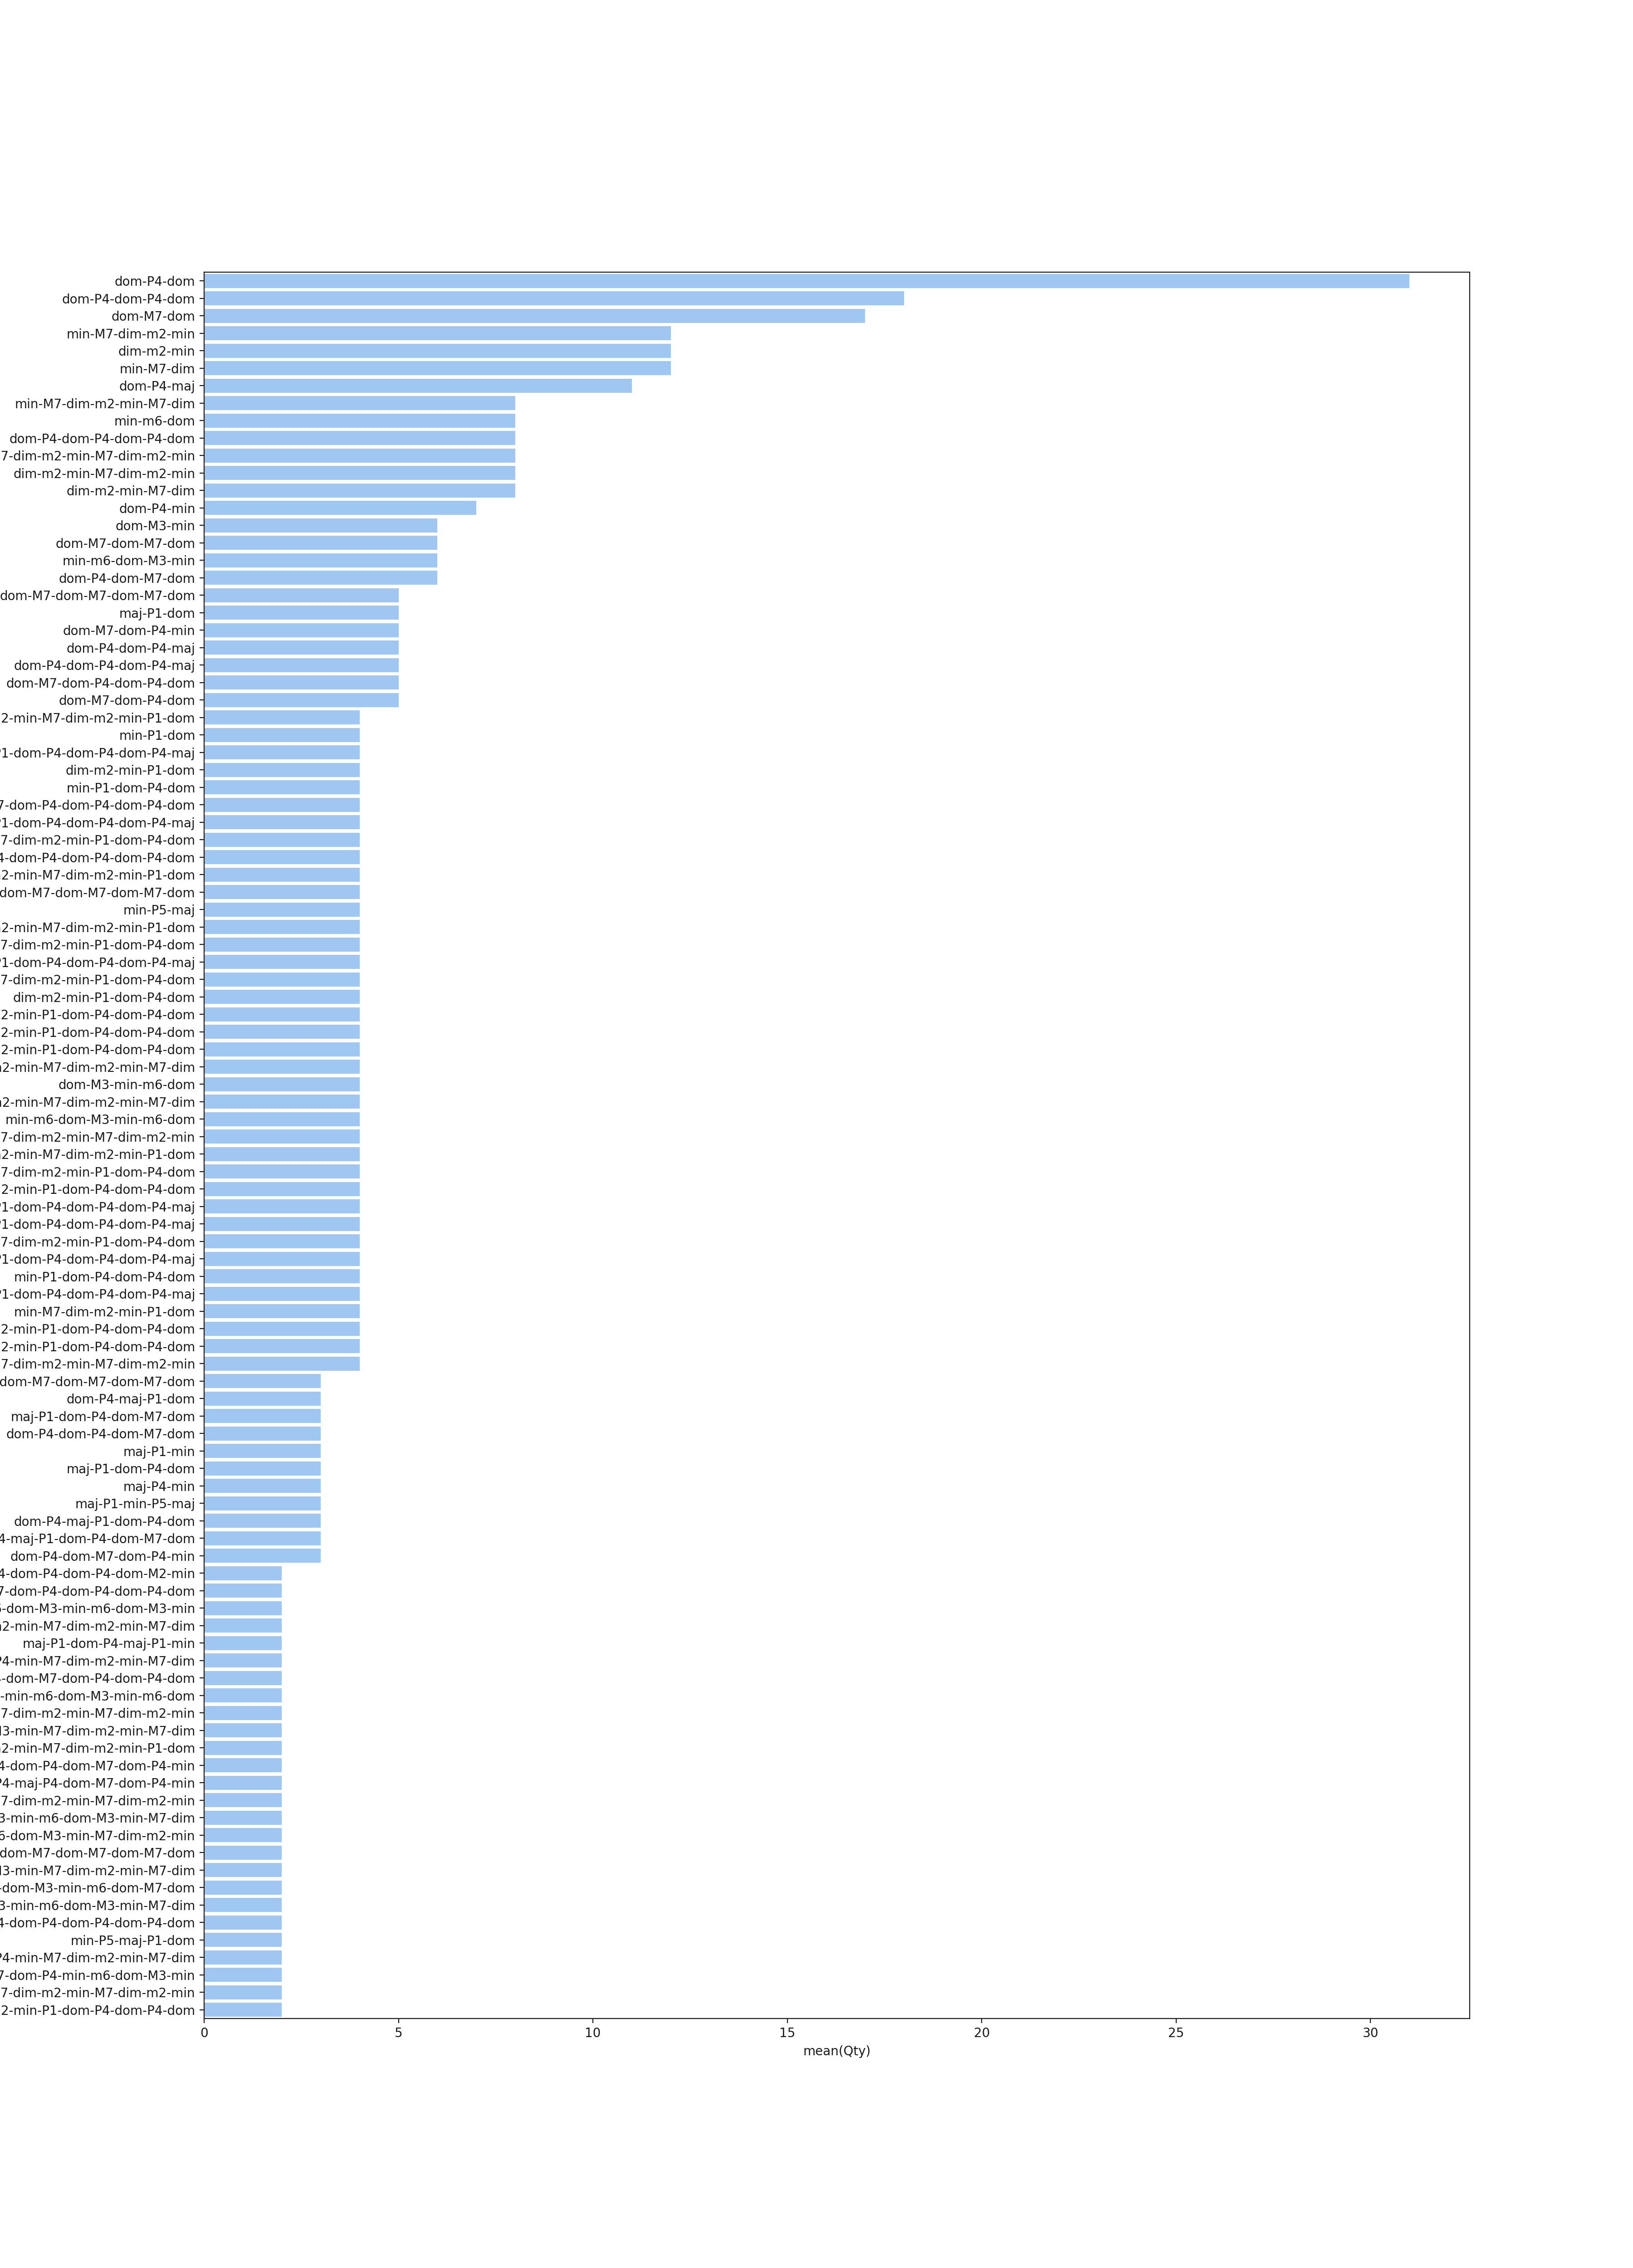 dom-P4-dom
dom-P4-dom-P4-dom
dom-M7-dom
min-M7-dim-m2-min
dim-m2-min
min-M7-dim
dom-P4-maj
min-M7-dim-m2-min-M7-dim
min-m6-dom
dom-P4-dom-P4-dom-P4-dom
7-dim-m2-min-M7-dim-m2-min
dim-m2-min-M7-dim-m2-min
dim-m2-min-M7-dim
dom-P4-min
dom-M3-min
dom-M7-dom-M7-dom
min-m6-dom-M3-min
dom-P4-dom-M7-dom
dom-M7-dom-M7-dom-M7-dom
maj-P1-dom
dom-M7-dom-P4-min
dom-P4-dom-P4-maj
dom-P4-dom-P4-dom-P4-maj
dom-M7-dom-P4-dom-P4-dom
dom-M7-dom-P4-dom
2-min-M7-dim-m2-min-P1-dom
min-P1-dom
1-dom-P4-dom-P4-dom-P4-maj
dim-m2-min-P1-dom
min-P1-dom-P4-dom
7-dom-P4-dom-P4-dom-P4-dom
1-dom-P4-dom-P4-dom-P4-maj
7-dim-m2-min-P1-dom-P4-dom
4-dom-P4-dom-P4-dom-P4-dom
2-min-M7-dim-m2-min-P1-dom
dom-M7-dom-M7-dom-M7-dom
min-P5-maj
2-min-M7-dim-m2-min-P1-dom
7-dim-m2-min-P1-dom-P4-dom
1-dom-P4-dom-P4-dom-P4-maj
7-dim-m2-min-P1-dom-P4-dom
dim-m2-min-P1-dom-P4-dom
2-min-P1-dom-P4-dom-P4-dom
2-min-P1-dom-P4-dom-P4-dom
2-min-P1-dom-P4-dom-P4-dom
2-min-M7-dim-m2-min-M7-dim
dom-M3-min-m6-dom
2-min-M7-dim-m2-min-M7-dim
min-m6-dom-M3-min-m6-dom
7-dim-m2-min-M7-dim-m2-min
2-min-M7-dim-m2-min-P1-dom
7-dim-m2-min-P1-dom-P4-dom
2-min-P1-dom-P4-dom-P4-dom
1-dom-P4-dom-P4-dom-P4-maj
1-dom-P4-dom-P4-dom-P4-maj
7-dim-m2-min-P1-dom-P4-dom
1-dom-P4-dom-P4-dom-P4-maj
min-P1-dom-P4-dom-P4-dom
1-dom-P4-dom-P4-dom-P4-maj
min-M7-dim-m2-min-P1-dom
2-min-P1-dom-P4-dom-P4-dom
2-min-P1-dom-P4-dom-P4-dom
7-dim-m2-min-M7-dim-m2-min
dom-M7-dom-M7-dom-M7-dom
dom-P4-maj-P1-dom
maj-P1-dom-P4-dom-M7-dom
dom-P4-dom-P4-dom-M7-dom
maj-P1-min
maj-P1-dom-P4-dom
maj-P4-min
maj-P1-min-P5-maj
dom-P4-maj-P1-dom-P4-dom
4-maj-P1-dom-P4-dom-M7-dom
dom-P4-dom-M7-dom-P4-min
4-dom-P4-dom-P4-dom-M2-min
7-dom-P4-dom-P4-dom-P4-dom
6-dom-M3-min-m6-dom-M3-min
2-min-M7-dim-m2-min-M7-dim
maj-P1-dom-P4-maj-P1-min
P4-min-M7-dim-m2-min-M7-dim
-dom-M7-dom-P4-dom-P4-dom
-min-m6-dom-M3-min-m6-dom
7-dim-m2-min-M7-dim-m2-min
3-min-M7-dim-m2-min-M7-dim
2-min-M7-dim-m2-min-P1-dom
4-dom-P4-dom-M7-dom-P4-min
P4-maj-P4-dom-M7-dom-P4-min
7-dim-m2-min-M7-dim-m2-min
3-min-m6-dom-M3-min-M7-dim
6-dom-M3-min-M7-dim-m2-min
dom-M7-dom-M7-dom-M7-dom
3-min-M7-dim-m2-min-M7-dim
-dom-M3-min-m6-dom-M7-dom
3-min-m6-dom-M3-min-M7-dim
4-dom-P4-dom-P4-dom-P4-dom
min-P5-maj-P1-dom
P4-min-M7-dim-m2-min-M7-dim
7-dom-P4-min-m6-dom-M3-min
7-dim-m2-min-M7-dim-m2-min
2-min-P1-dom-P4-dom-P4-dom
0 5 10 15 20 25 30
mean(Qty)